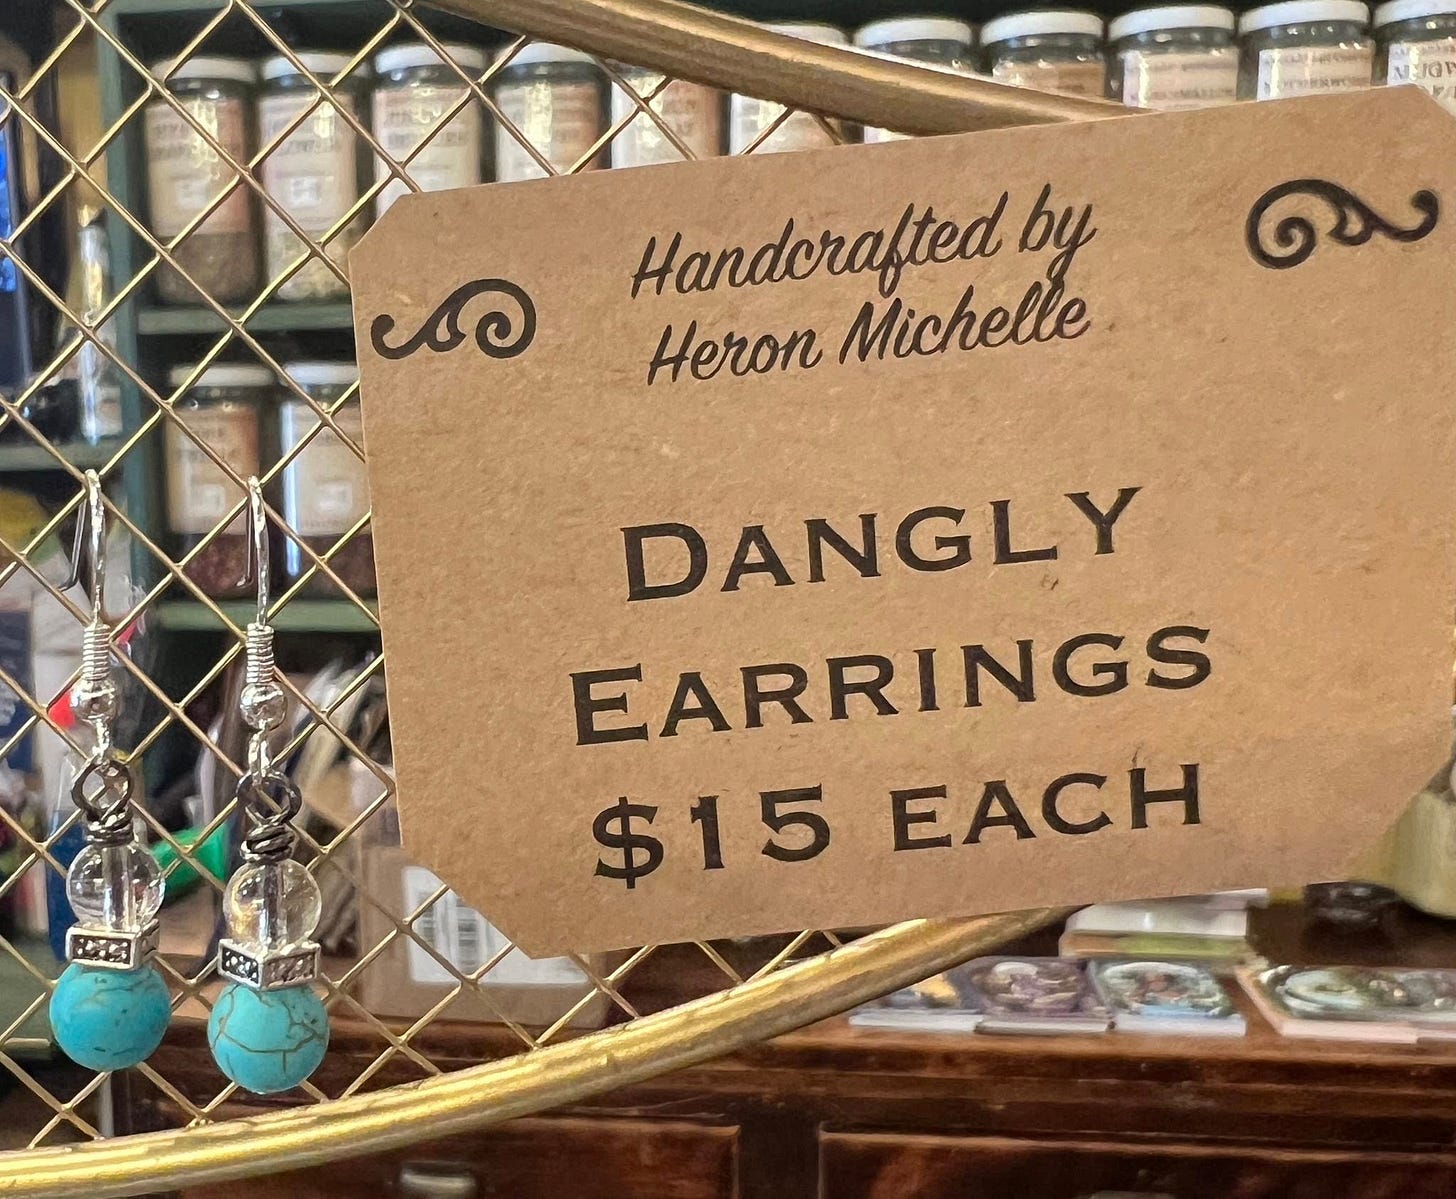 Handcrafted by
Heron Michelle
DANGLY
EARRINGS
$15 EACH